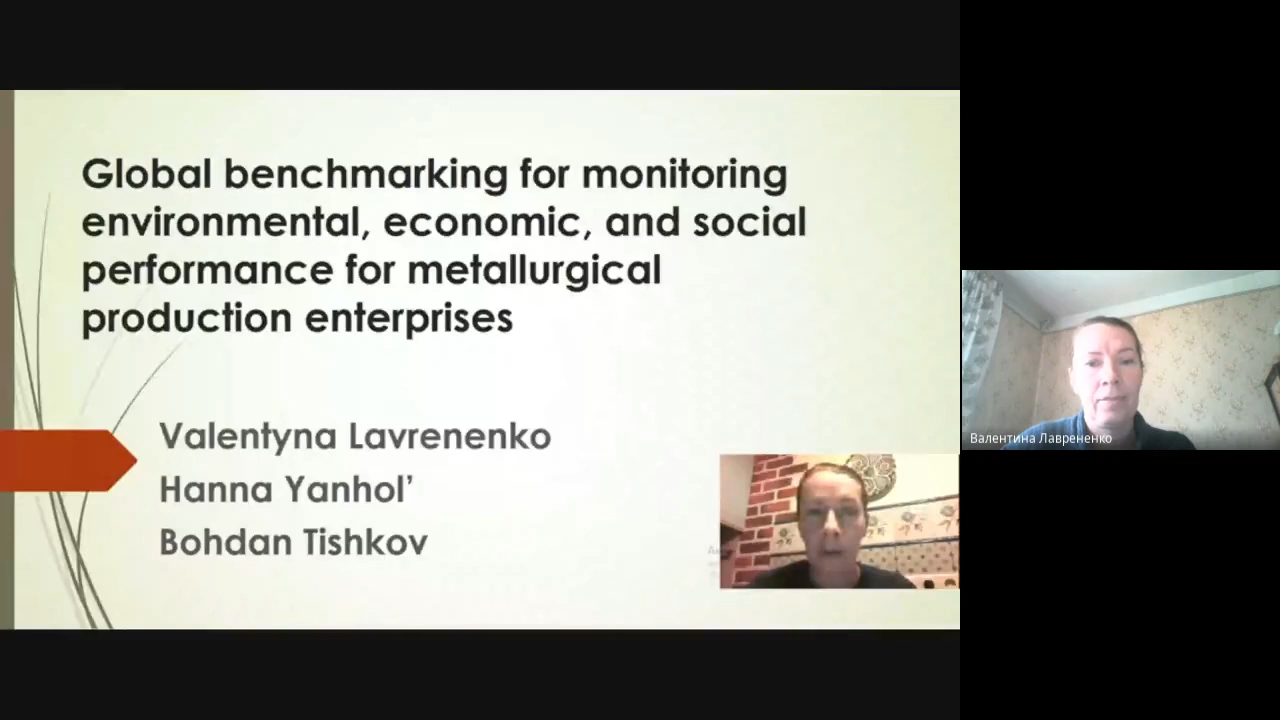 Global benchmarking for monitoring
environmental, economic, and social
performance for metallurgical
production enterprises
Valentyna Lavrenenko
Hanna Yanhol’
Bohdan Tishkov
Валентина Лаврененко